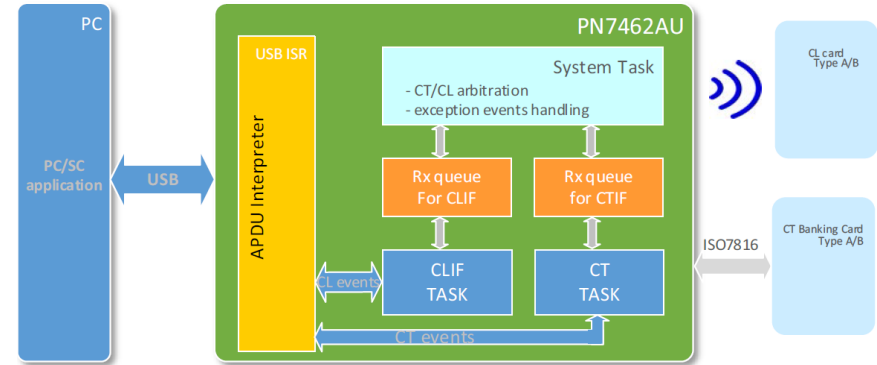 PC
PC/SC
application
USB
PN7462AU
USB ISR
APDU Interpreter
System Task
- CT/CL arbitration
- exception events handling
Rx queue
For CLIF
Rx queue
for CTIF
CLIF
TASK
CT
TASK
CL events
CT events
CL card
Type A/B
ISO7816
CT Banking Card
Type A/B